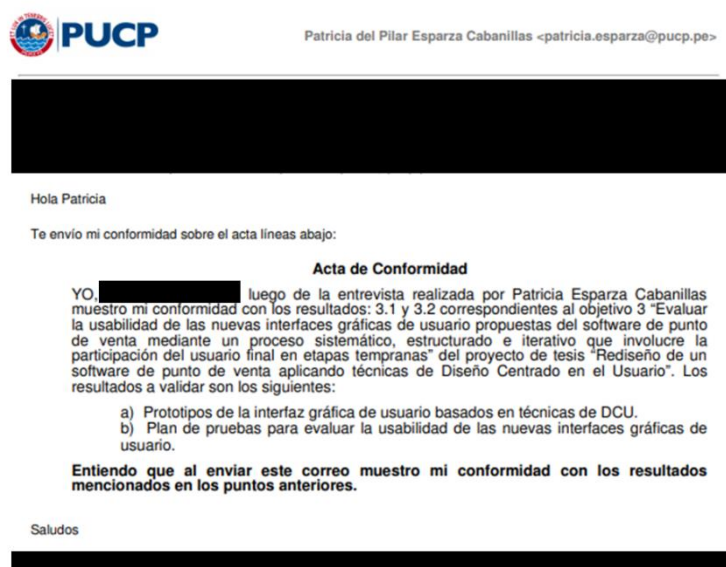 PUCP
Patricia del Pilar Esparza Cabanillas <patricia.esparza@pucp.pe>
Hola Patricia
Te envío mi conformidad sobre el acta líneas abajo:
Acta de Conformidad
YO, luego de la entrevista realizada por Patricia Esparza Cabanillas
muestro mi conformidad con los resultados: 3.1 y 3.2 correspondientes al objetivo 3 “Evaluar
la usabilidad de las nuevas interfaces gráficas de usuario propuestas del software de punto
de venta mediante un proceso sistemático, estructurado e iterativo que involucre la
participación del usuario final en etapas tempranas” del proyecto de tesis “Rediseño de un
software de punto de venta aplicando técnicas de Diseño Centrado en el Usuario”. Los
resultados a validar son los siguientes:
a) Prototipos de la interfaz gráfica de usuario basados en técnicas de DCU.
b) Plan de pruebas para evaluar la usabilidad de las nuevas interfaces gráficas de
usuario.
Entiendo que al enviar este correo muestro mi conformidad con los resultados
mencionados en los puntos anteriores.
Saludos